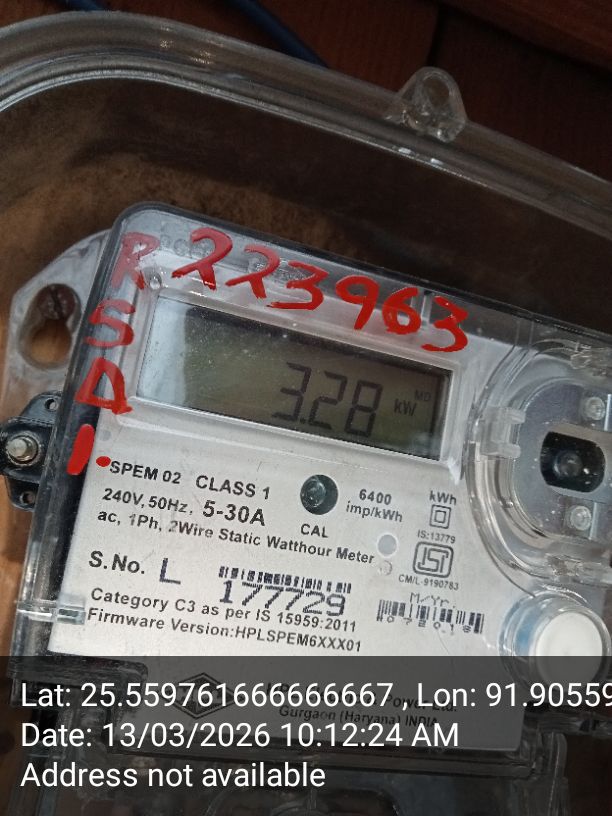 R 223963
S
D
1
3.28 kW MD
SPEM 02 CLASS 1
240V, 50Hz, 5-30A
ac, 1Ph, 2Wire Static Watthour Meter
CAL
6400
imp/kWh
kWh
IS:13779
ISI
CM/L-9190783
S.No. L 177729
M/Yr.
Category C3 as per IS 15959:2011
Firmware Version:HPLSPEM6XXX01
Gurgaon (Haryana) INDIA
Lat: 25.559761666666667 Lon: 91.90559
Date: 13/03/2026 10:12:24 AM
Address not available